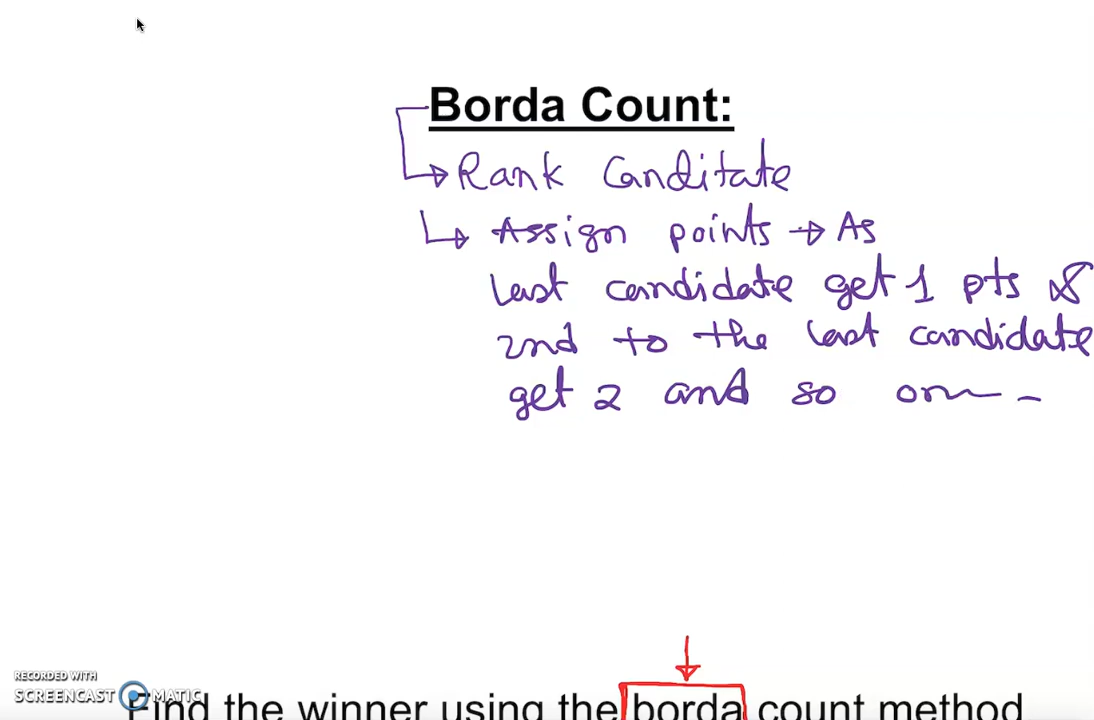 Borda Count:
Rank Canditate
Assign points → As
last candidate get 1 pts &
2nd to the last candidate
get 2 and so on -
RECORDED WITH
SCREENCAST MATIC
Find the winner using the borda count method